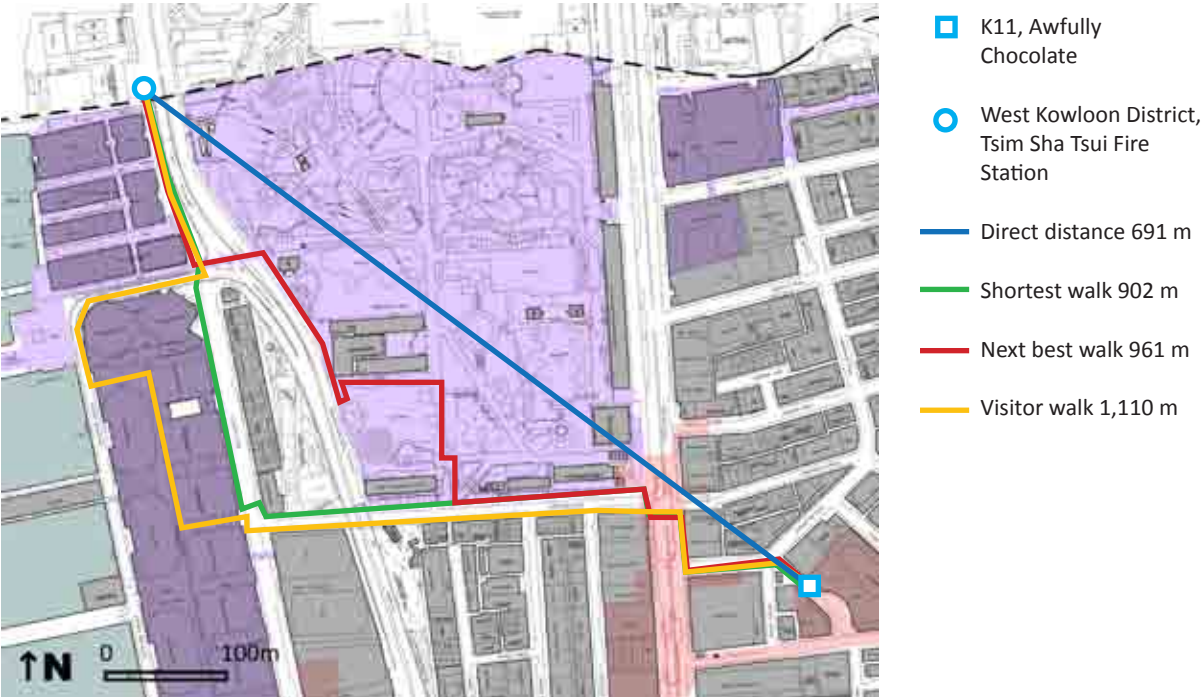 K11, Awfully
Chocolate
West Kowloon District,
Tsim Sha Tsui Fire
Station
Direct distance 691 m
Shortest walk 902 m
Next best walk 961 m
Visitor walk 1,110 m
↑N 0 100m